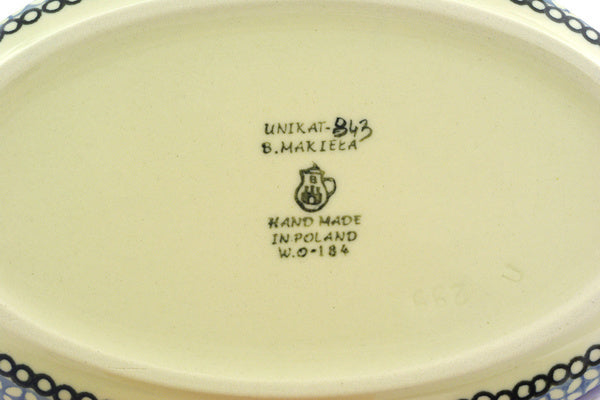 UNIKAT-843
B.MAKIEŁA
B
HAND MADE
IN POLAND
W.O-184